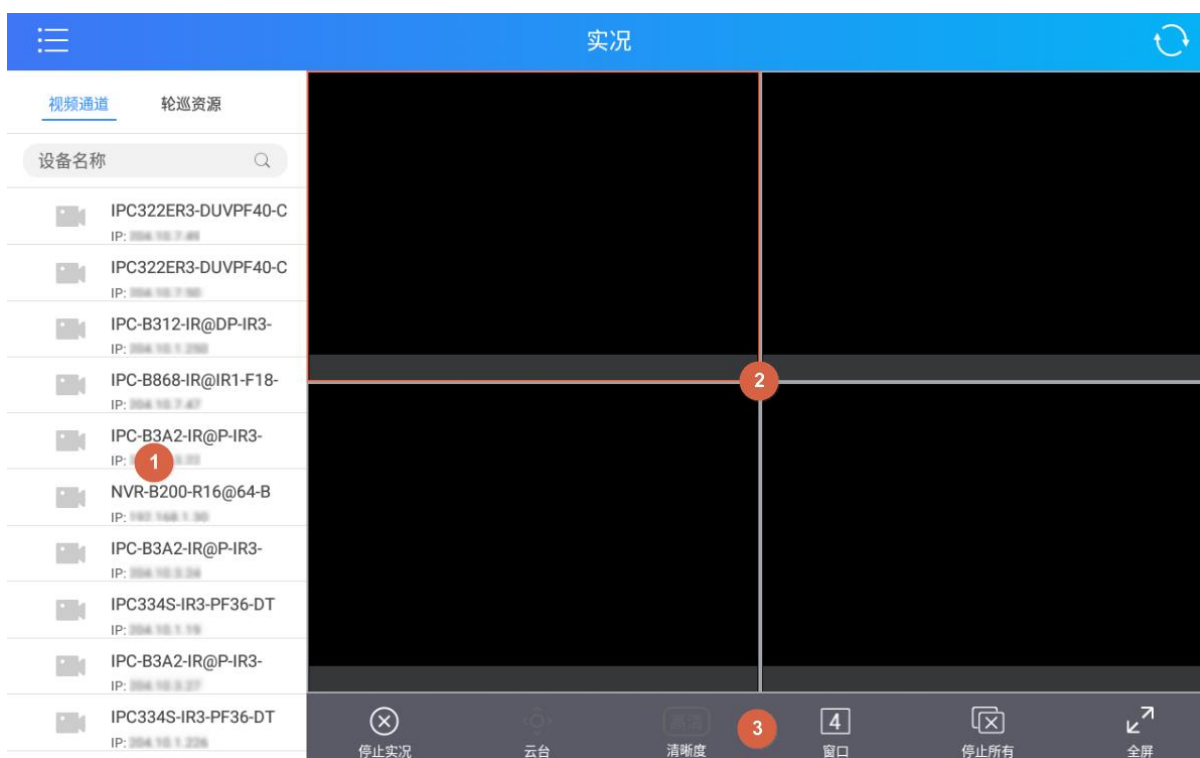 实况
视频通道 轮巡资源
设备名称
IPC322ER3-DUVPF40-C
IP:
IPC322ER3-DUVPF40-C
IP:
IPC-B312-IR@DP-IR3-
IP:
IPC-B868-IR@IR1-F18-
IP:
IPC-B3A2-IR@P-IR3-
IP:
1
NVR-B200-R16@64-B
IP:
IPC-B3A2-IR@P-IR3-
IP:
IPC334S-IR3-PF36-DT
IP:
IPC-B3A2-IR@P-IR3-
IP:
IPC334S-IR3-PF36-DT
IP:
2
3
4
停止实况 云台 清晰度 窗口 停止所有 全屏